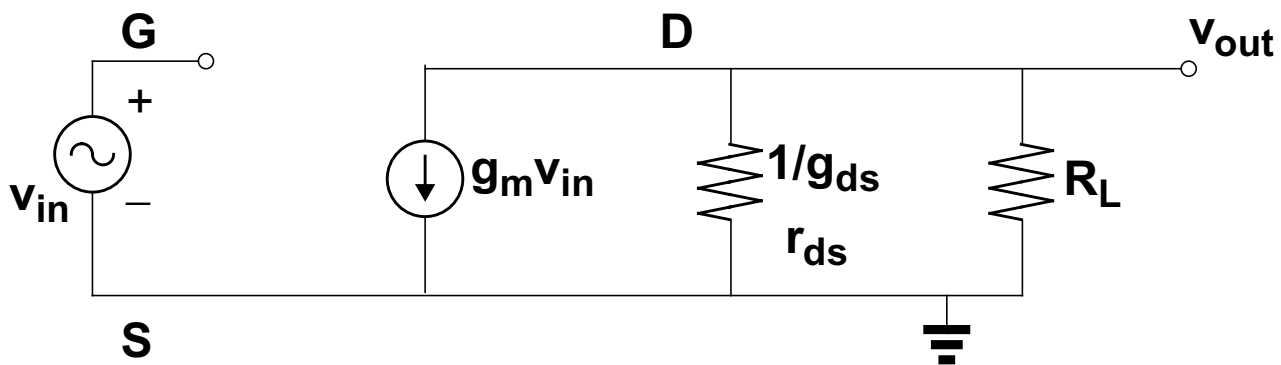 G
D
v_out
+
v_in
–
g_m v_in
1/g_ds
r_ds
R_L
S